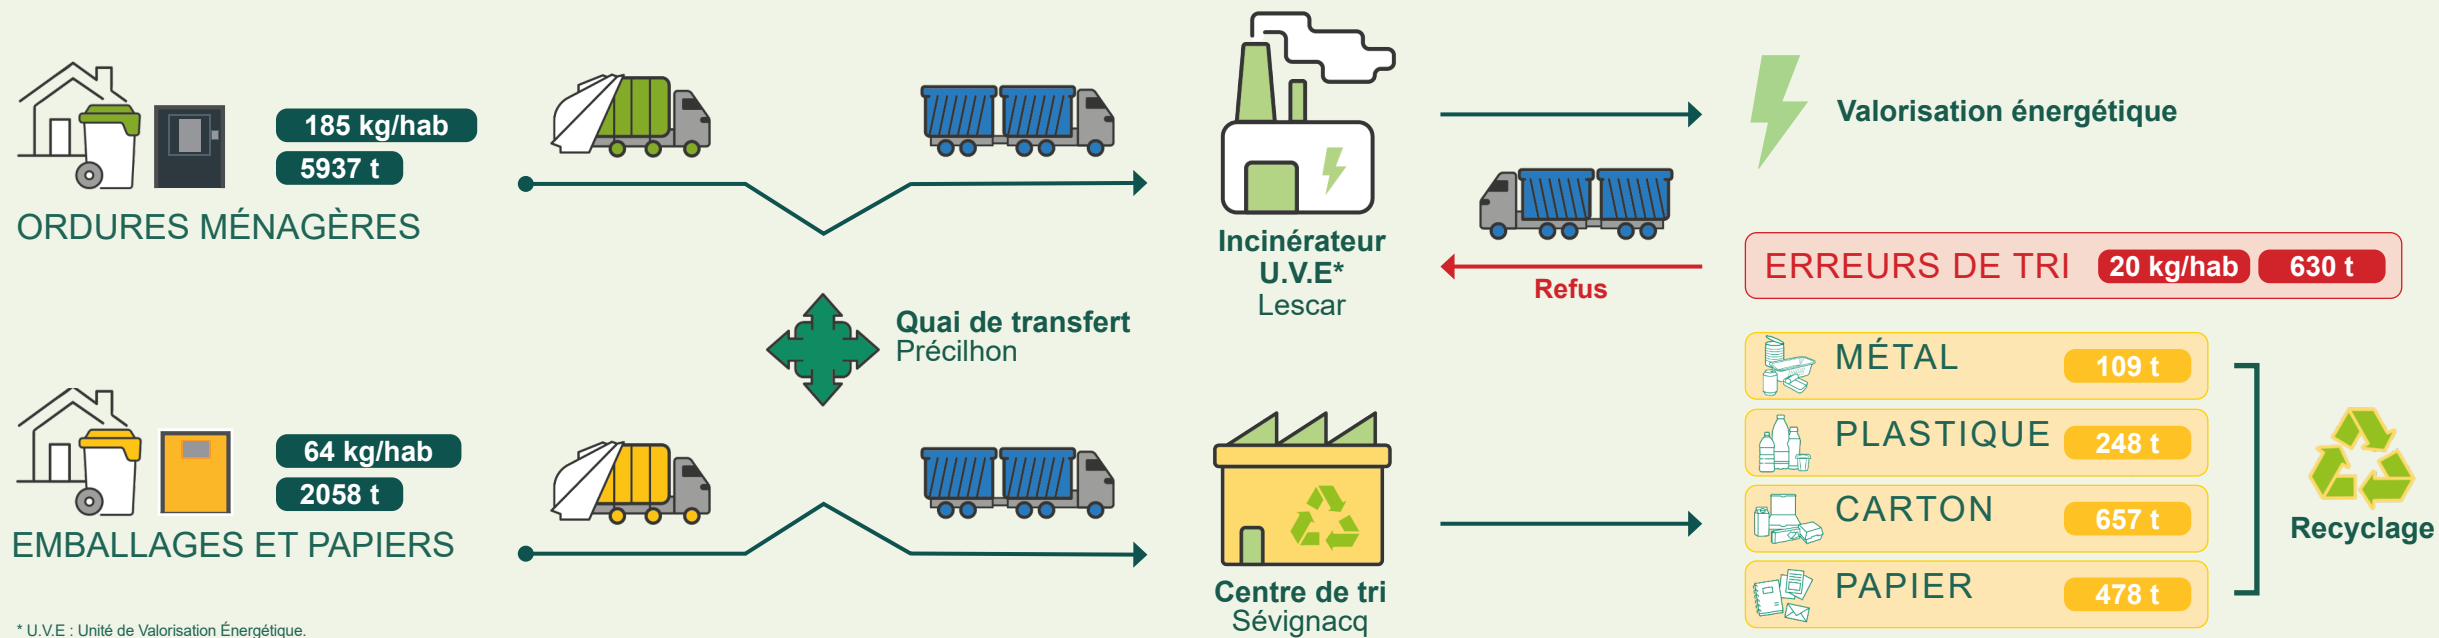 185 kg/hab
5937 t
ORDURES MÉNAGÈRES
Incinérateur
U.V.E*
Lescar
Valorisation énergétique
Refus
ERREURS DE TRI 20 kg/hab 630 t
Quai de transfert
Précilhon
64 kg/hab
2058 t
EMBALLAGES ET PAPIERS
Centre de tri
Sévignacq
MÉTAL 109 t
PLASTIQUE 248 t
CARTON 657 t
PAPIER 478 t
Recyclage
* U.V.E : Unité de Valorisation Énergétique.